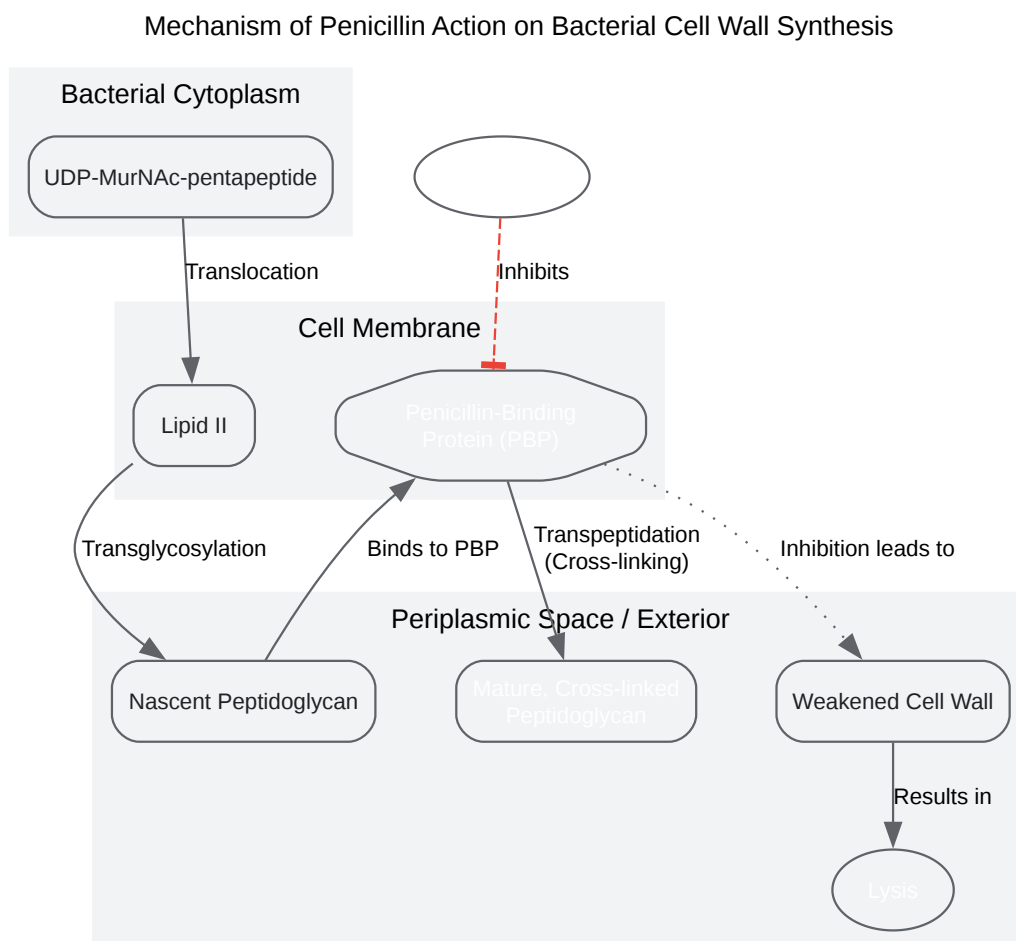 Mechanism of Penicillin Action on Bacterial Cell Wall Synthesis
Bacterial Cytoplasm
UDP-MurNAc-pentapeptide
Translocation
Inhibits
Cell Membrane
Lipid II
Penicillin-Binding
Protein (PBP)
Transglycosylation
Binds to PBP
Transpeptidation
(Cross-linking)
Inhibition leads to
Periplasmic Space / Exterior
Nascent Peptidoglycan
Mature, Cross-linked
Peptidoglycan
Weakened Cell Wall
Results in
Lysis